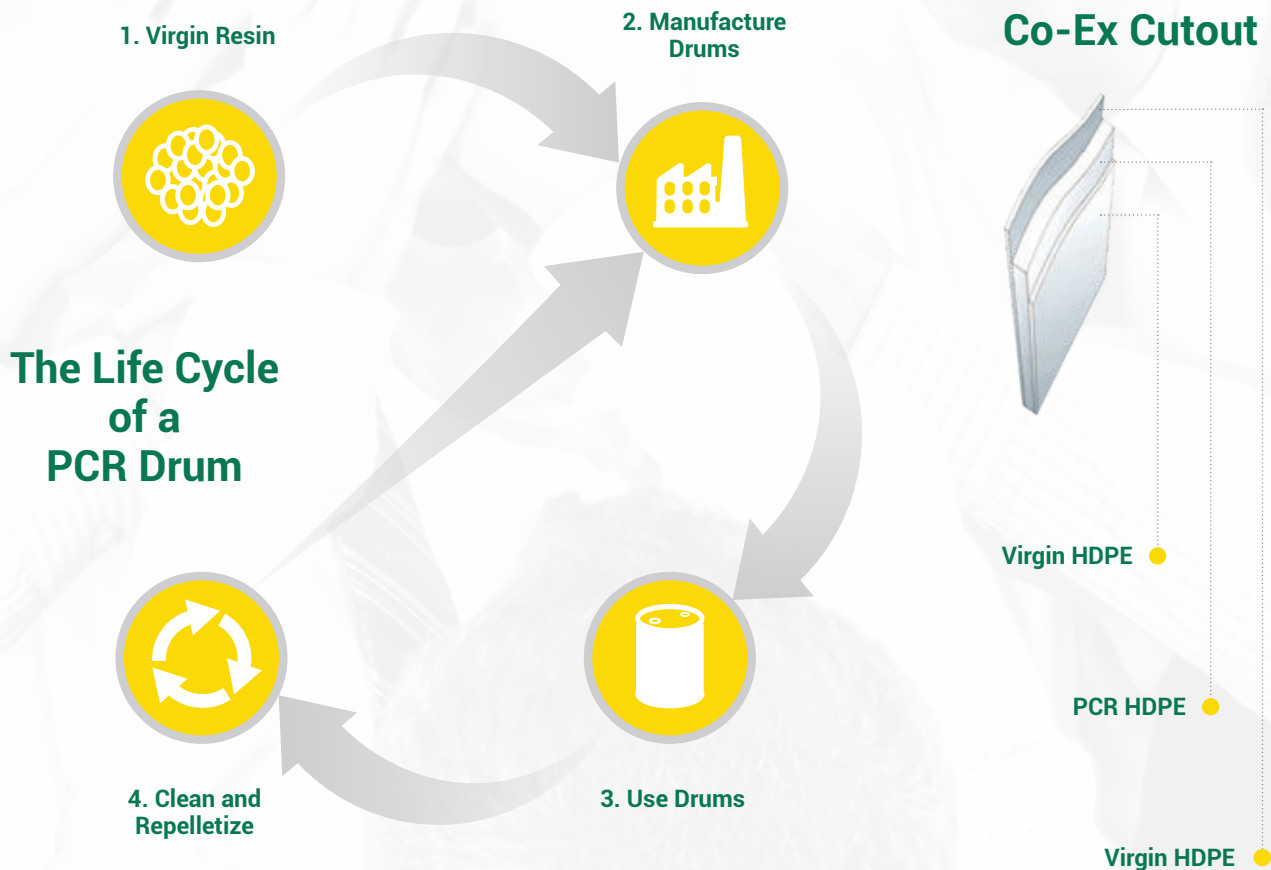 1. Virgin Resin
2. Manufacture
Drums
Co-Ex Cutout
The Life Cycle
of a
PCR Drum
4. Clean and
Repelletize
3. Use Drums
Virgin HDPE
PCR HDPE
Virgin HDPE